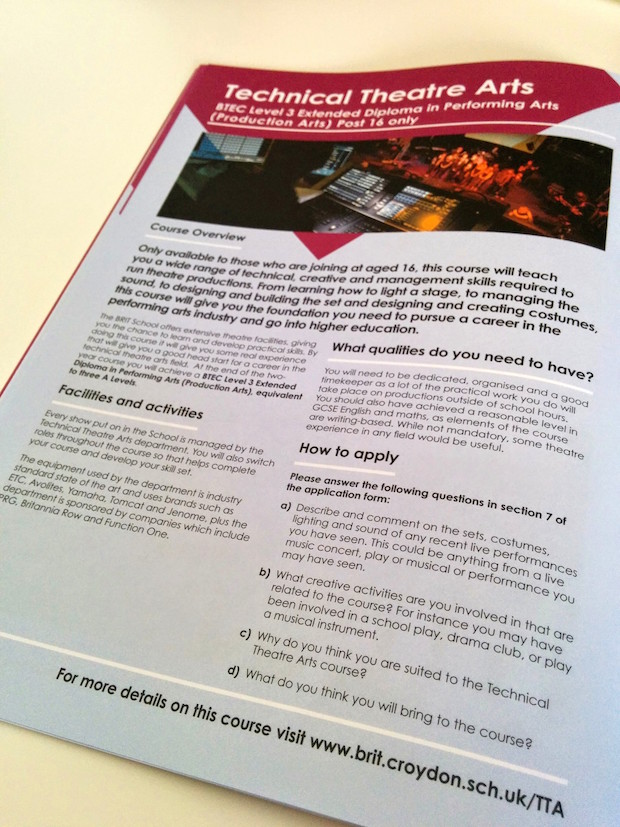 Technical Theatre Arts
BTEC Level 3 Extended Diploma in Performing Arts
(Production Arts) Post 16 only
Course Overview
Only available to those who are joining at aged 16, this course will teach
you a wide range of technical, creative and management skills required to
run theatre productions. From learning how to light a stage, to managing the
sound, to designing and building the set and designing and creating costumes,
this course will give you the foundation you need to pursue a career in the
performing arts industry and go into higher education.
The BRIT School offers extensive theatre facilities, giving
you the chance to learn and develop practical skills. By
doing this course it will give you some real experience
that will give you a good head start for a career in the
technical theatre arts field. At the end of the two-
year course you will achieve a BTEC Level 3 Extended
Diploma in Performing Arts (Production Arts), equivalent
to three A Levels.
Facilities and activities
Every show put on in the School is managed by the
Technical Theatre Arts department. You will also switch
roles throughout the course so that helps complete
your course and develop your skill set.
The equipment used by the department is industry
standard state of the art and uses brands such as
ETC, Avolites, Yamaha, Tomcat and Jenome, plus the
department is sponsored by companies which include
PRG, Britannia Row and Function One.
What qualities do you need to have?
You will need to be dedicated, organised and a good
timekeeper as a lot of the practical work you do will
take place on productions outside of school hours.
You should also have achieved a reasonable level in
GCSE English and maths, as elements of the course
are writing-based. While not mandatory, some theatre
experience in any field would be useful.
How to apply
Please answer the following questions in section 7 of
the application form:
a) Describe and comment on the sets, costumes,
lighting and sound of any recent live performances
you have seen. This could be anything from a live
music concert, play or musical or performance you
may have seen.
b) What creative activities are you involved in that are
related to the course? For instance you may have
been involved in a school play, drama club, or play
a musical instrument.
c) Why do you think you are suited to the Technical
Theatre Arts course?
d) What do you think you will bring to the course?
For more details on this course visit www.brit.croydon.sch.uk/TTA